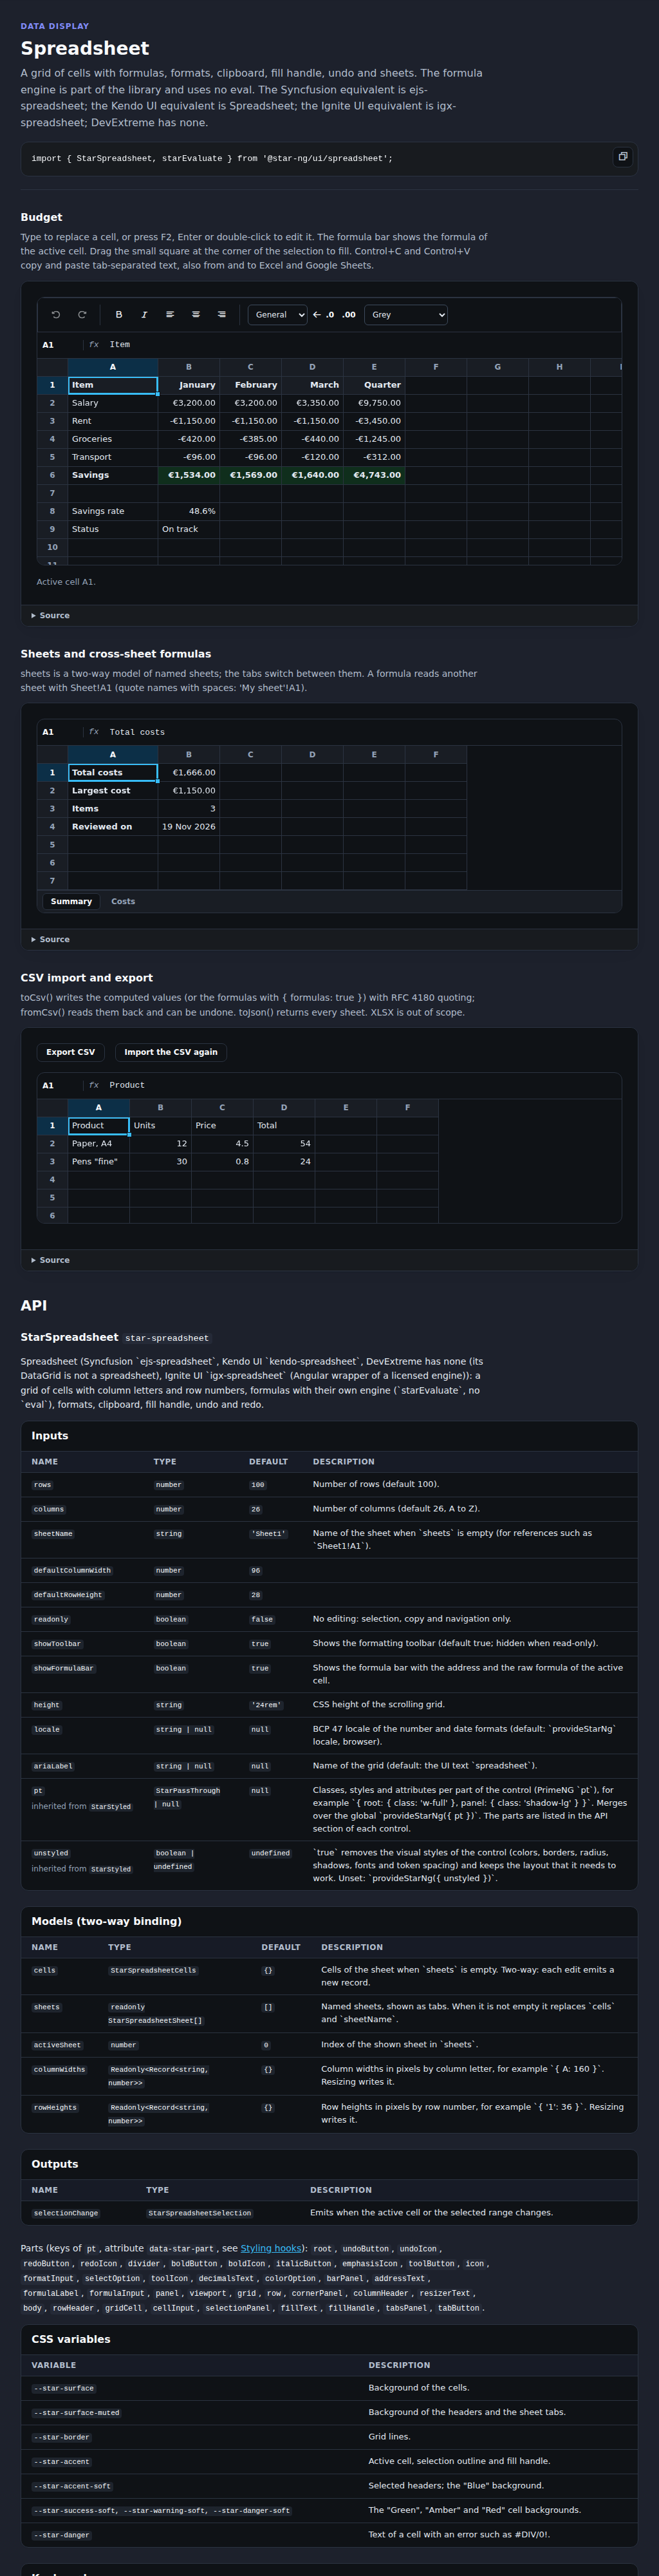 DATA DISPLAY
Spreadsheet
A grid of cells with formulas, formats, clipboard, fill handle, undo and sheets. The formula
engine is part of the library and uses no eval. The Syncfusion equivalent is ejs-
spreadsheet; the Kendo UI equivalent is Spreadsheet; the Ignite UI equivalent is igx-
spreadsheet; DevExtreme has none.
import { StarSpreadsheet, starEvaluate } from '@star-ng/ui/spreadsheet';
Budget
Type to replace a cell, or press F2, Enter or double-click to edit it. The formula bar shows the formula of
the active cell. Drag the small square at the corner of the selection to fill. Control+C and Control+V
copy and paste tab-separated text, also from and to Excel and Google Sheets.
B I General .0 .00 Grey
A1 fx Item
A B C D E F G H
1 Item January February March Quarter
2 Salary €3,200.00 €3,200.00 €3,350.00 €9,750.00
3 Rent -€1,150.00 -€1,150.00 -€1,150.00 -€3,450.00
4 Groceries -€420.00 -€385.00 -€440.00 -€1,245.00
5 Transport -€96.00 -€96.00 -€120.00 -€312.00
6 Savings €1,534.00 €1,569.00 €1,640.00 €4,743.00
7
8 Savings rate 48.6%
9 Status On track
10
11
Active cell A1.
Source
Sheets and cross-sheet formulas
sheets is a two-way model of named sheets; the tabs switch between them. A formula reads another
sheet with Sheet!A1 (quote names with spaces: 'My sheet'!A1).
A1 fx Total costs
A B C D E F
1 Total costs €1,666.00
2 Largest cost €1,150.00
3 Items 3
4 Reviewed on 19 Nov 2026
5
6
7
Summary Costs
Source
CSV import and export
toCsv() writes the computed values (or the formulas with { formulas: true }) with RFC 4180 quoting;
fromCsv() reads them back and can be undone. toJson() returns every sheet. XLSX is out of scope.
Export CSV Import the CSV again
A1 fx Product
A B C D E F
1 Product Units Price Total
2 Paper, A4 12 4.5 54
3 Pens "fine" 30 0.8 24
4
5
6
Source
API
StarSpreadsheet star-spreadsheet
Spreadsheet (Syncfusion `ejs-spreadsheet`, Kendo UI `kendo-spreadsheet`, DevExtreme has none (its
DataGrid is not a spreadsheet), Ignite UI `igx-spreadsheet` (Angular wrapper of a licensed engine)): a
grid of cells with column letters and row numbers, formulas with their own engine (`starEvaluate`, no
`eval`), formats, clipboard, fill handle, undo and redo.
Inputs
NAME TYPE DEFAULT DESCRIPTION
rows number 100 Number of rows (default 100).
columns number 26 Number of columns (default 26, A to Z).
sheetName string 'Sheet1' Name of the sheet when `sheets` is empty (for references such as
`Sheet1!A1`).
defaultColumnWidth number 96
defaultRowHeight number 28
readonly boolean false No editing: selection, copy and navigation only.
showToolbar boolean true Shows the formatting toolbar (default true; hidden when read-only).
showFormulaBar boolean true Shows the formula bar with the address and the raw formula of the active
cell.
height string '24rem' CSS height of the scrolling grid.
locale string | null null BCP 47 locale of the number and date formats (default: `provideStarNg`
locale, browser).
ariaLabel string | null null Name of the grid (default: the UI text `spreadsheet`).
pt StarPassThrough null Classes, styles and attributes per part of the control (PrimeNG `pt`), for
inherited from StarStyled | null example `{ root: { class: 'w-full' }, panel: { class: 'shadow-lg' } }`. Merges
over the global `provideStarNg({ pt })`. The parts are listed in the API
section of each control.
unstyled boolean | undefined `true` removes the visual styles of the control (colors, borders, radius,
inherited from StarStyled undefined shadows, fonts and token spacing) and keeps the layout that it needs to
work. Unset: `provideStarNg({ unstyled })`.
Models (two-way binding)
NAME TYPE DEFAULT DESCRIPTION
cells StarSpreadsheetCells {} Cells of the sheet when `sheets` is empty. Two-way: each edit emits a
new record.
sheets readonly [] Named sheets, shown as tabs. When it is not empty it replaces `cells`
StarSpreadsheetSheet[] and `sheetName`.
activeSheet number 0 Index of the shown sheet in `sheets`.
columnWidths Readonly<Record<string, {} Column widths in pixels by column letter, for example `{ A: 160 }`.
number>> Resizing writes it.
rowHeights Readonly<Record<string, {} Row heights in pixels by row number, for example `{ '1': 36 }`. Resizing
number>> writes it.
Outputs
NAME TYPE DESCRIPTION
selectionChange StarSpreadsheetSelection Emits when the active cell or the selected range changes.
Parts (keys of pt, attribute data-star-part, see Styling hooks): root, undoButton, undoIcon,
redoButton, redoIcon, divider, boldButton, boldIcon, italicButton, emphasisIcon, toolButton, icon,
formatInput, selectOption, toolIcon, decimalsText, colorOption, barPanel, addressText,
formulaLabel, formulaInput, panel, viewport, grid, row, cornerPanel, columnHeader, resizerText,
body, rowHeader, gridCell, cellInput, selectionPanel, fillText, fillHandle, tabsPanel, tabButton.
CSS variables
VARIABLE DESCRIPTION
--star-surface Background of the cells.
--star-surface-muted Background of the headers and the sheet tabs.
--star-border Grid lines.
--star-accent Active cell, selection outline and fill handle.
--star-accent-soft Selected headers; the "Blue" background.
--star-success-soft, --star-warning-soft, --star-danger-soft The "Green", "Amber" and "Red" cell backgrounds.
--star-danger Text of a cell with an error such as #DIV/0!.